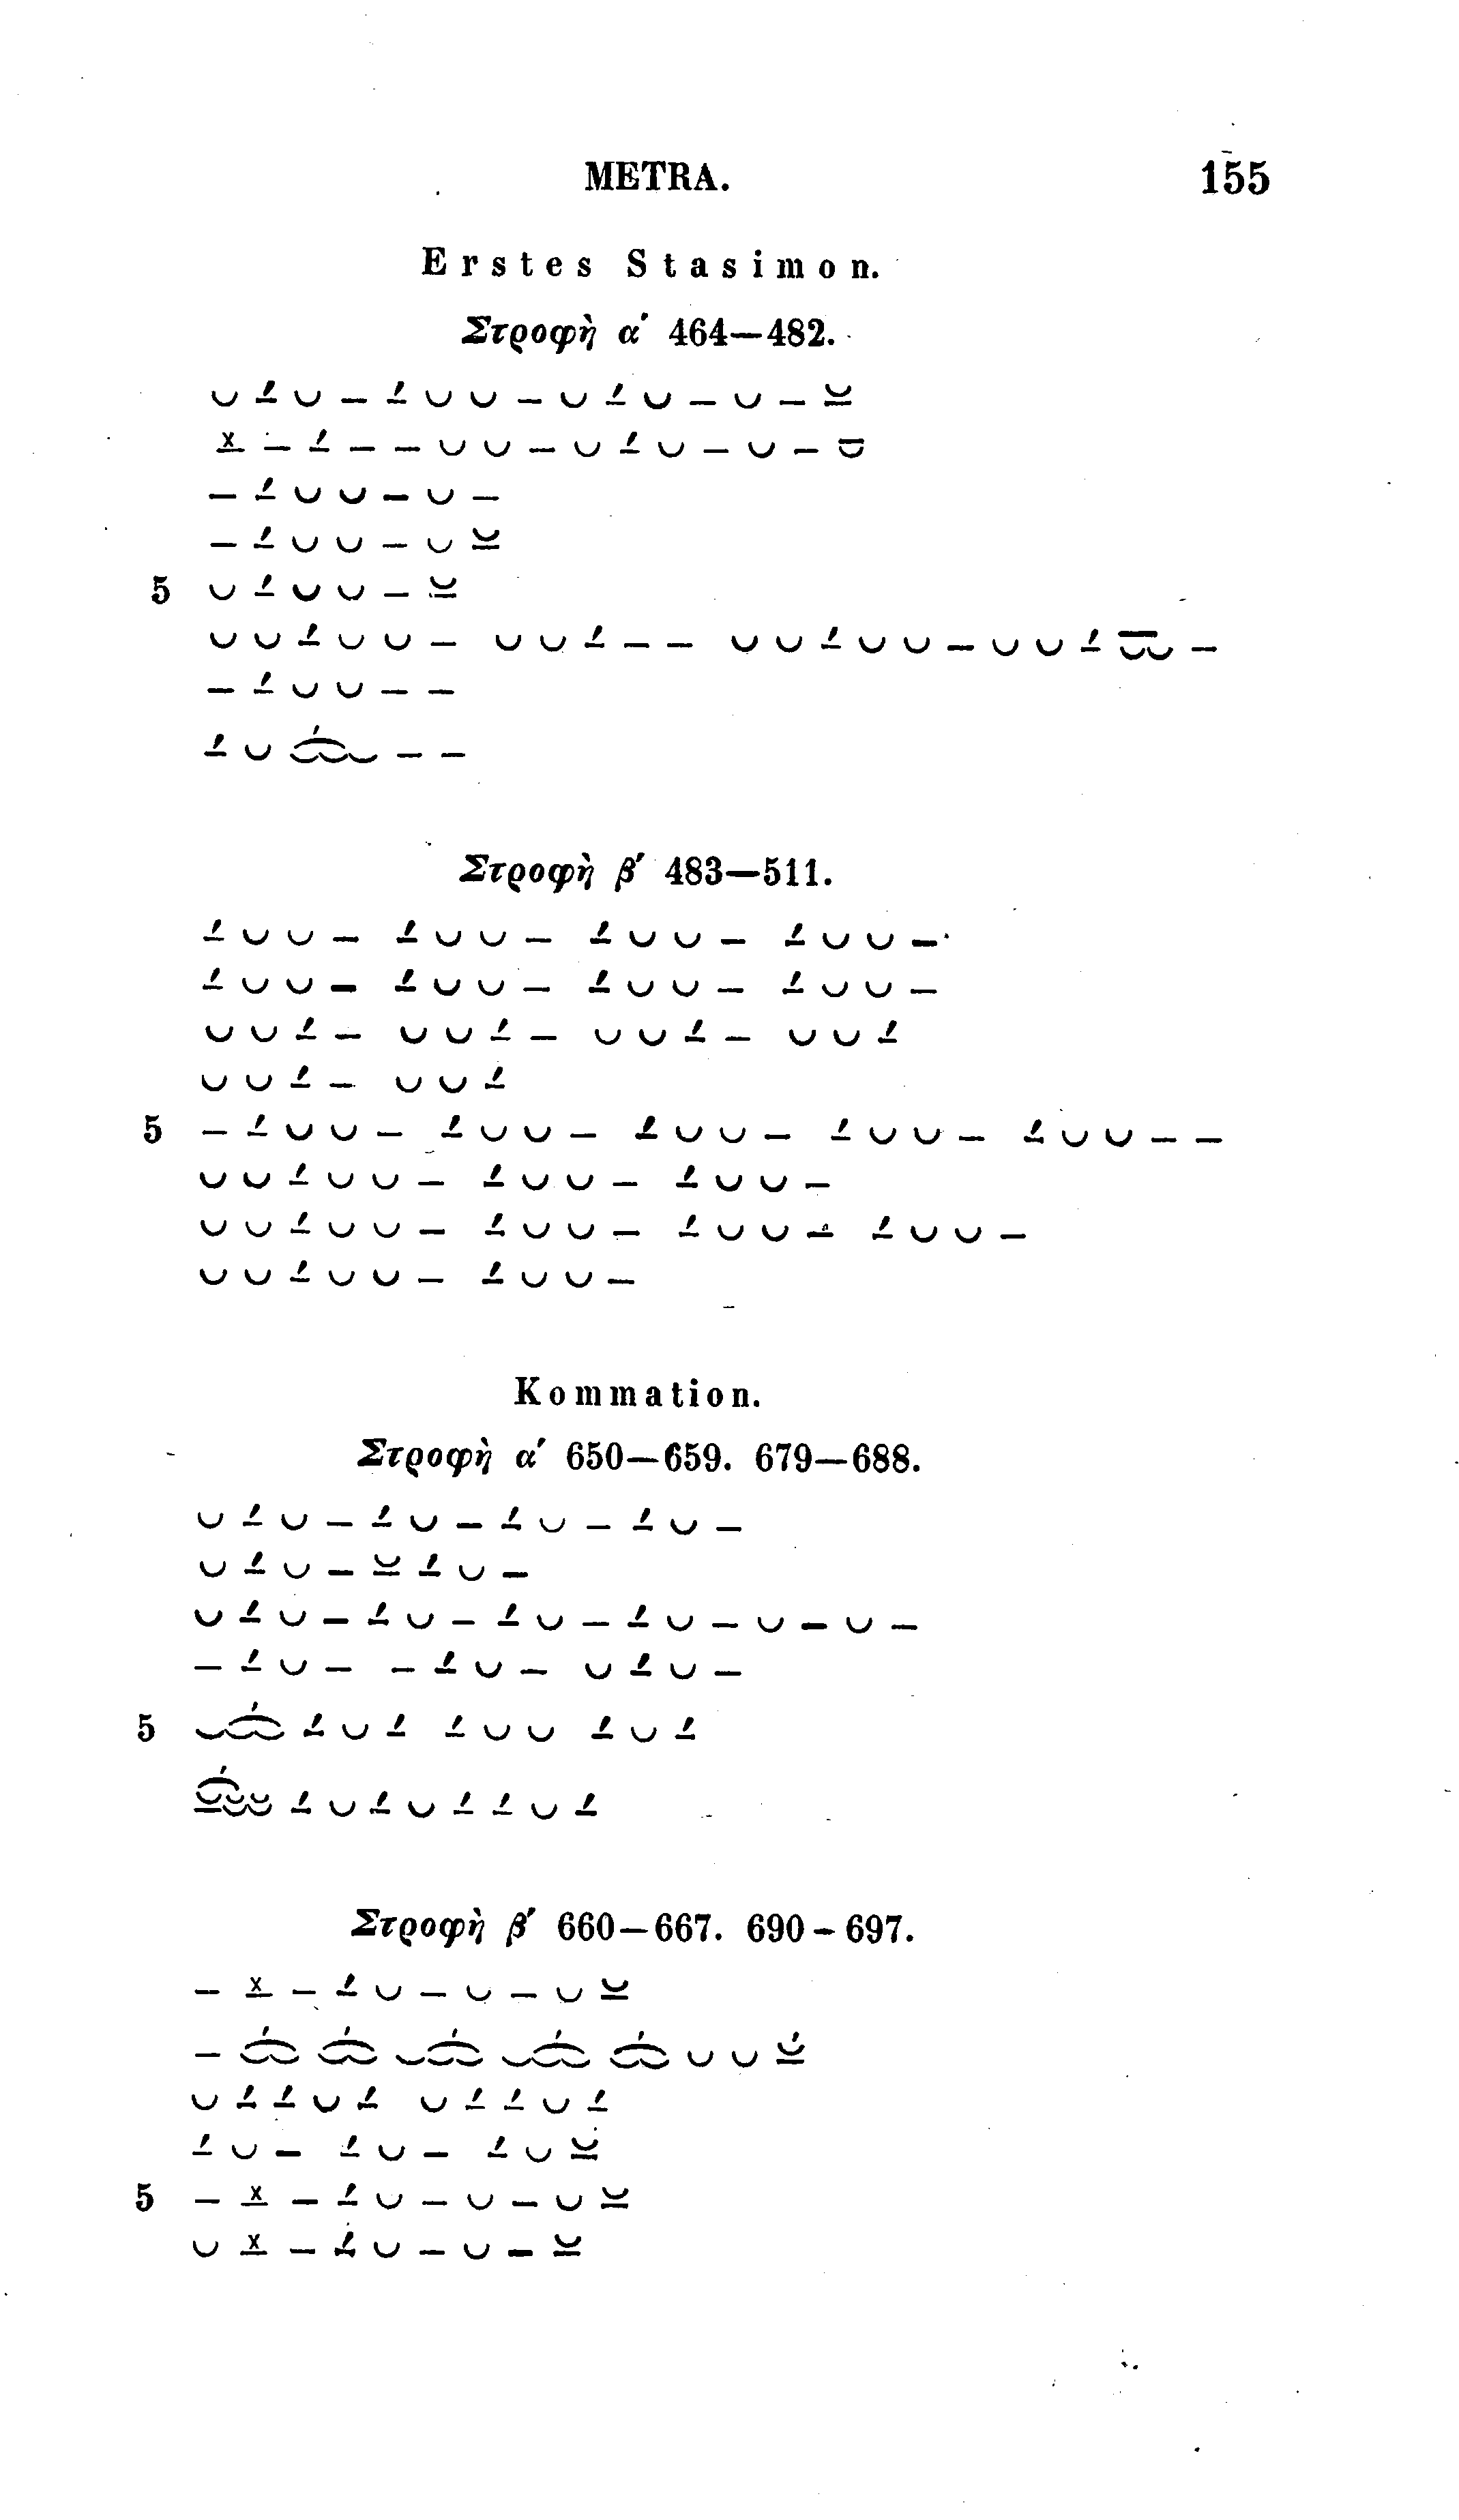 METRA. 155
Erstes Stasimon.
Στροφὴ α΄ 464—482.
⏑ –́ ⏑ – –́ ⏑ ⏑ – ⏑ –́ ⏑ – ⏑ – ⏓
–ˣ – –́ – – ⏑ ⏑ – ⏑ –́ ⏑ – ⏑ – ⏒
– –́ ⏑ ⏑ – ⏑ –
– –́ ⏑ ⏑ – ⏑ ⏓
5 ⏑ –́ ⏑ ⏑ – ⏓
⏑ ⏑ –́ ⏑ ⏑ – ⏑ ⏑ –́ – – ⏑ ⏑ –́ ⏑ ⏑ – ⏑ ⏑ –́ ⏔ –
– –́ ⏑ ⏑ – –
–́ ⏑ ⏑́⏑⏑ – –
Στροφὴ β΄ 483—511.
–́ ⏑ ⏑ – –́ ⏑ ⏑ – –́ ⏑ ⏑ – –́ ⏑ ⏑ –
–́ ⏑ ⏑ – –́ ⏑ ⏑ – –́ ⏑ ⏑ – –́ ⏑ ⏑ –
⏑ ⏑ –́ – ⏑ ⏑ –́ – ⏑ ⏑ –́ – ⏑ ⏑ –́
⏑ ⏑ –́ – ⏑ ⏑ –́
5 – –́ ⏑ ⏑ – –́ ⏑ ⏑ – –́ ⏑ ⏑ – –́ ⏑ ⏑ – –́ ⏑ ⏑ – –
⏑ ⏑ –́ ⏑ ⏑ – –́ ⏑ ⏑ – –́ ⏑ ⏑ –
⏑ ⏑ –́ ⏑ ⏑ – –́ ⏑ ⏑ – –́ ⏑ ⏑ – –́ ⏑ ⏑ –
⏑ ⏑ –́ ⏑ ⏑ – –́ ⏑ ⏑ –
Kommation.
Στροφὴ α΄ 650—659. 679—688.
⏑ –́ ⏑ – –́ ⏑ – –́ ⏑ – –́ ⏑ –
⏑ –́ ⏑ – ⏓ –́ ⏑ –
⏑ –́ ⏑ – –́ ⏑ – –́ ⏑ – –́ ⏑ – ⏑ – ⏑ –
– –́ ⏑ – – –́ ⏑ – ⏑ –́ ⏑ –
5 ⏑⏑́⏑ –́ ⏑ –́ –́ ⏑ ⏑ –́ ⏑ –́
⏓́⏑⏑ –́ ⏑ –́ ⏑ –́ –́ ⏑ –́
Στροφὴ β΄ 660—667. 690-697.
– –ˣ – –́ ⏑ – ⏑ – ⏑ ⏓
– ⏑́⏑ ⏑́⏑ ⏑⏑́⏑ ⏑⏑́⏑ ⏑́⏑ ⏑ ⏑ ⏓́
⏑ –́ –́ ⏑ –́ ⏑ –́ –́ ⏑ –́
–́ ⏑ – –́ ⏑ – –́ ⏑ ⏓
5 – –ˣ – –́ ⏑ – ⏑ – ⏑ ⏓
⏑ –ˣ – –́ ⏑ – ⏑ – ⏓